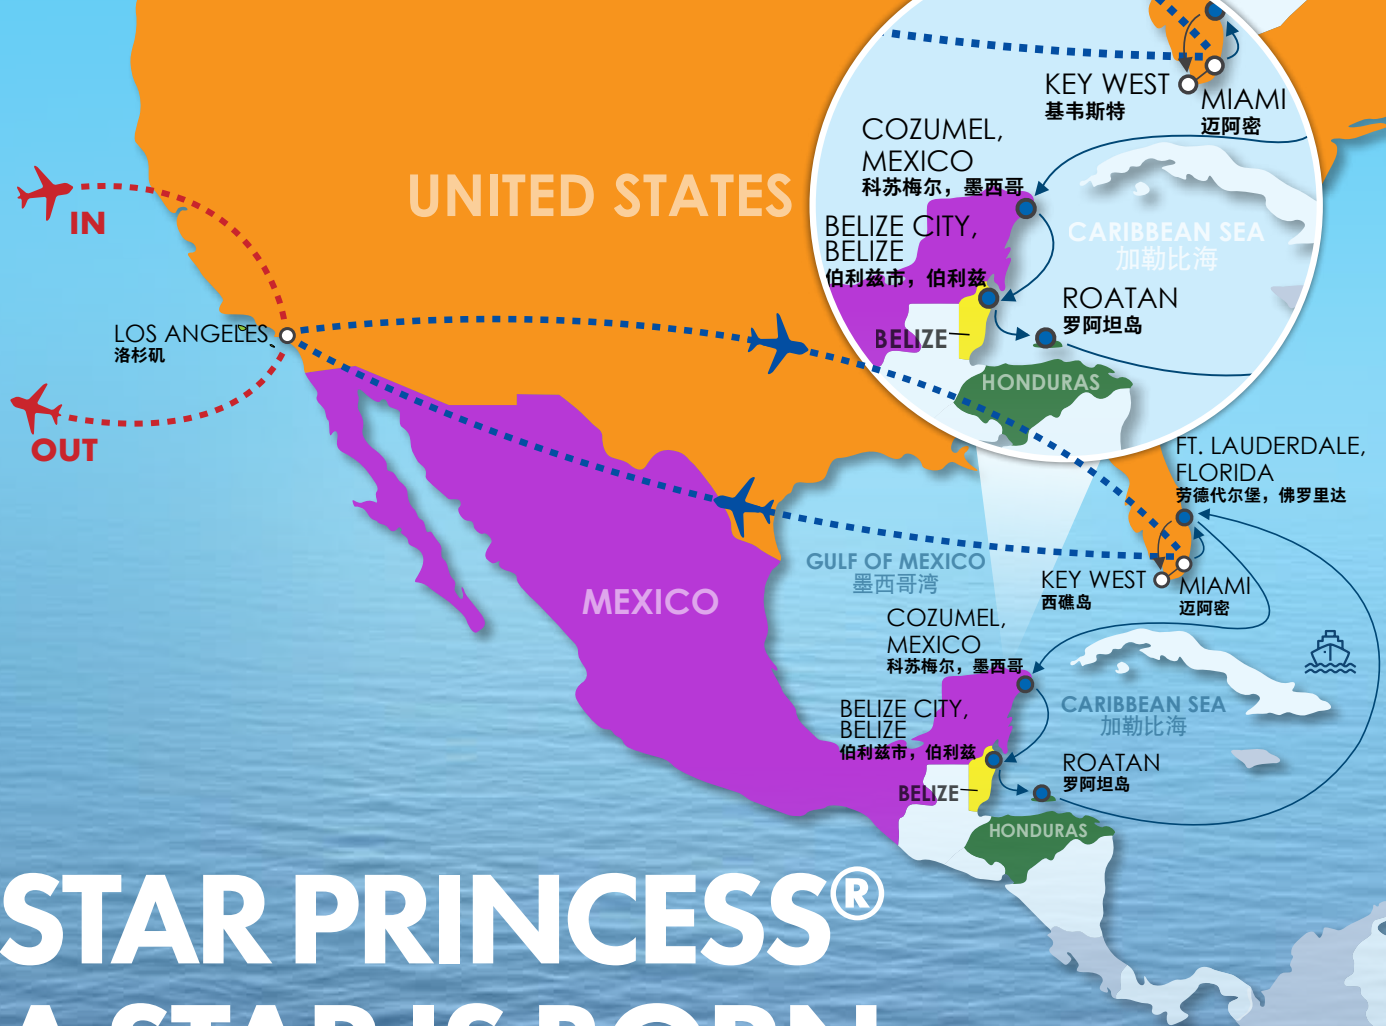 KEY WEST
基韦斯特
MIAMI
迈阿密
COZUMEL,
MEXICO
科苏梅尔，墨西哥
UNITED STATES
IN
BELIZE CITY,
BELIZE
伯利兹市，伯利兹
CARIBBEAN SEA
加勒比海
ROATAN
罗阿坦岛
LOS ANGELES
洛杉矶
BELIZE
HONDURAS
OUT
FT. LAUDERDALE,
FLORIDA
劳德代尔堡，佛罗里达
GULF OF MEXICO
墨西哥湾
KEY WEST
西礁岛
MIAMI
迈阿密
MEXICO
COZUMEL,
MEXICO
科苏梅尔，墨西哥
BELIZE CITY,
BELIZE
伯利兹市，伯利兹
CARIBBEAN SEA
加勒比海
ROATAN
罗阿坦岛
BELIZE
HONDURAS
STAR PRINCESS®
A STAR IS BORN